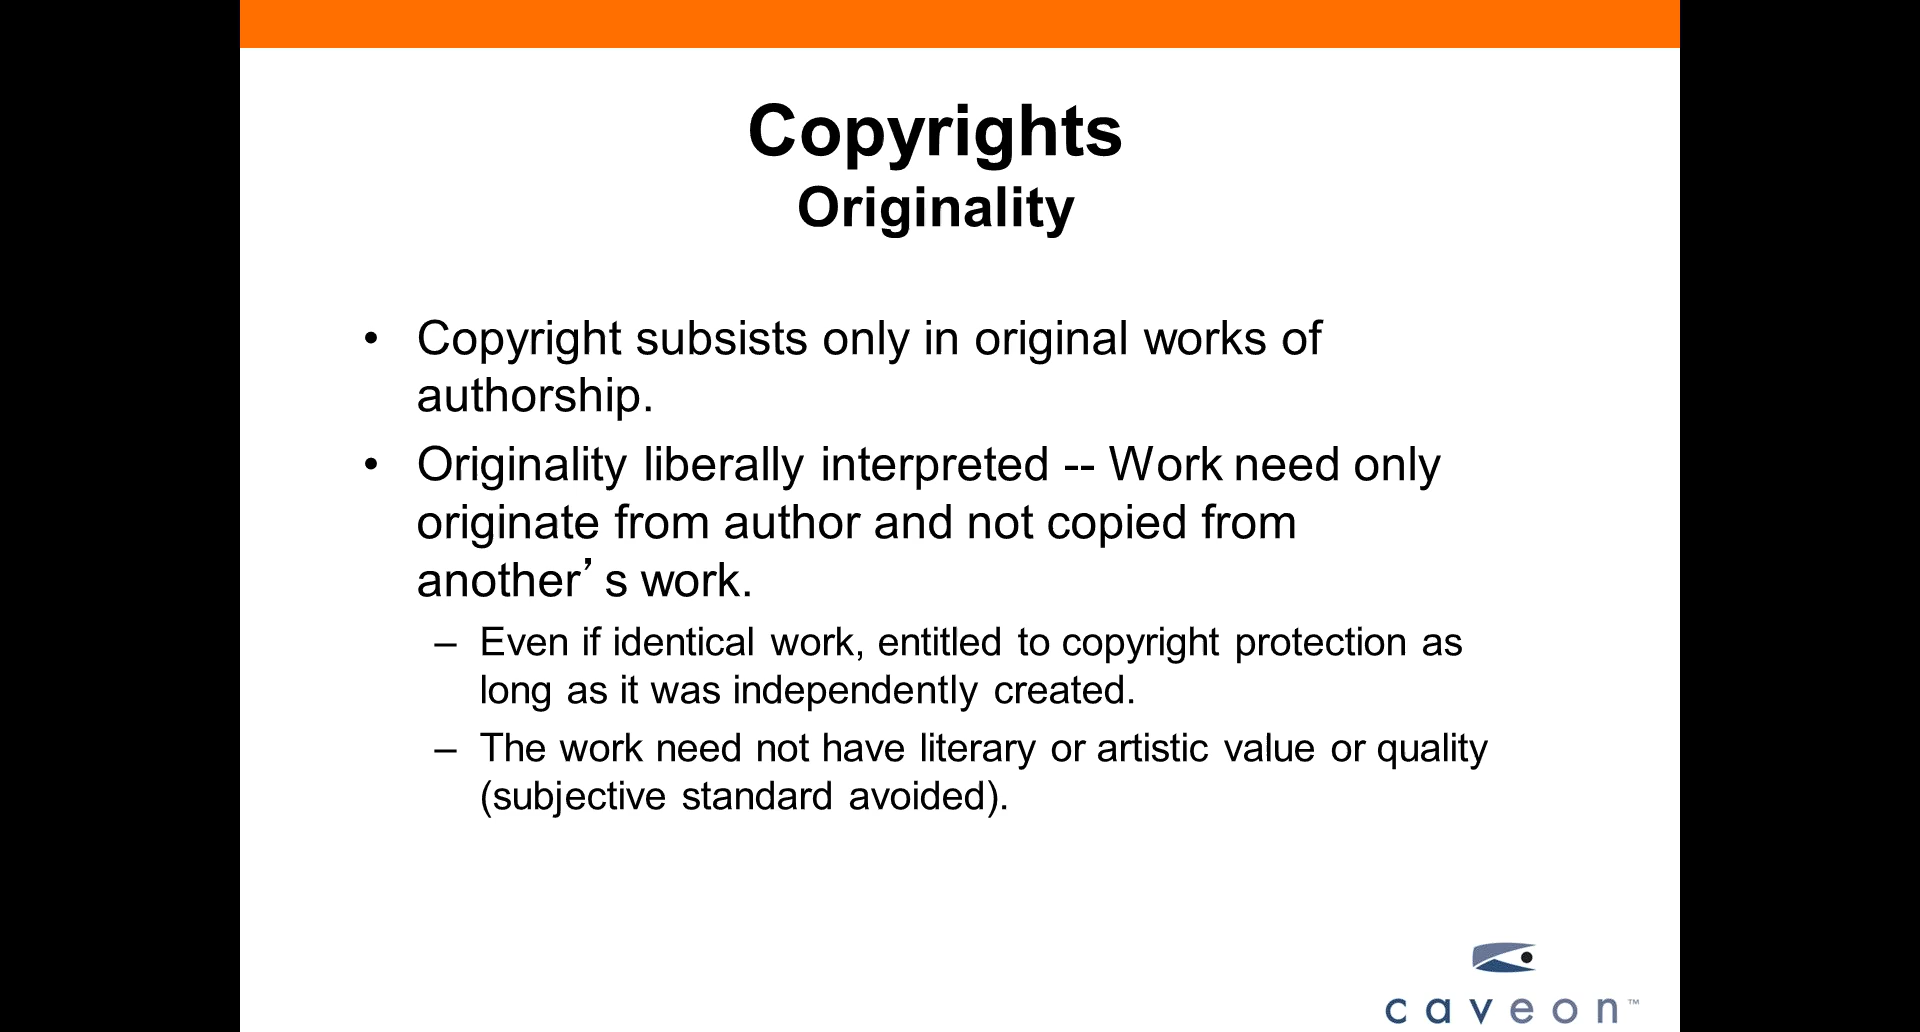 Copyrights
Originality
• Copyright subsists only in original works of
authorship.
• Originality liberally interpreted -- Work need only
originate from author and not copied from
another’s work.
– Even if identical work, entitled to copyright protection as
long as it was independently created.
– The work need not have literary or artistic value or quality
(subjective standard avoided).
caveon™